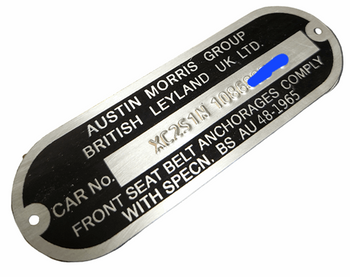 AUSTIN MORRIS GROUP
BRITISH LEYLAND UK LTD.
CAR No. XC2S1N
FRONT SEAT BELT ANCHORAGES COMPLY
WITH SPECN. BS AU 48-1965